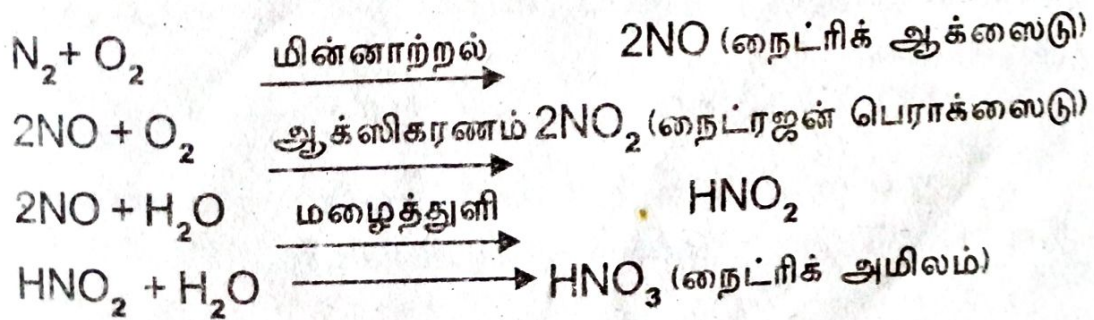 N₂ + O₂ மின்னாற்றல் → 2NO (நைட்ரிக் ஆக்ஸைடு)
2NO + O₂ ஆக்ஸிகரணம் → 2NO₂ (நைட்ரஜன் பெராக்ஸைடு)
2NO + H₂O மழைத்துளி → HNO₂
HNO₂ + H₂O → HNO₃ (நைட்ரிக் அமிலம்)